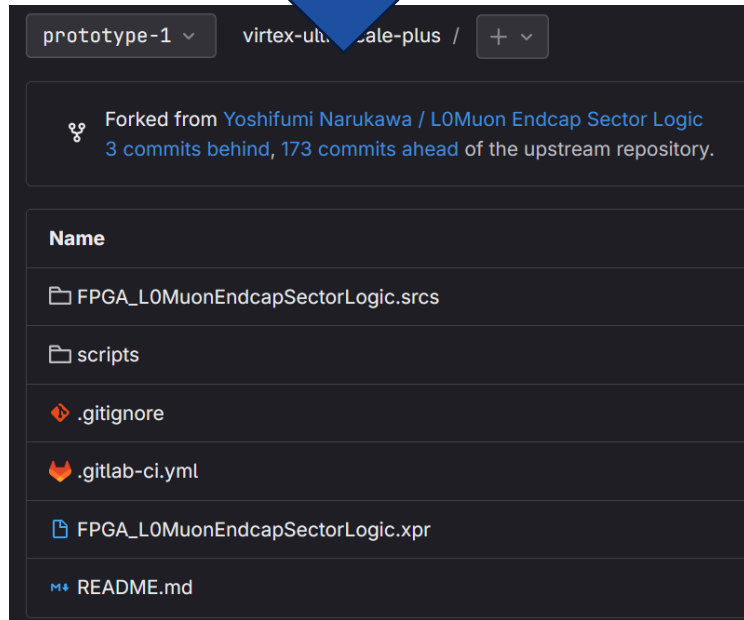 prototype-1 virtex-ul cale-plus / +
Forked from Yoshifumi Narukawa / L0Muon Endcap Sector Logic
3 commits behind, 173 commits ahead of the upstream repository.
Name
FPGA_L0MuonEndcapSectorLogic.srcs
scripts
.gitignore
.gitlab-ci.yml
FPGA_L0MuonEndcapSectorLogic.xpr
M↓ README.md